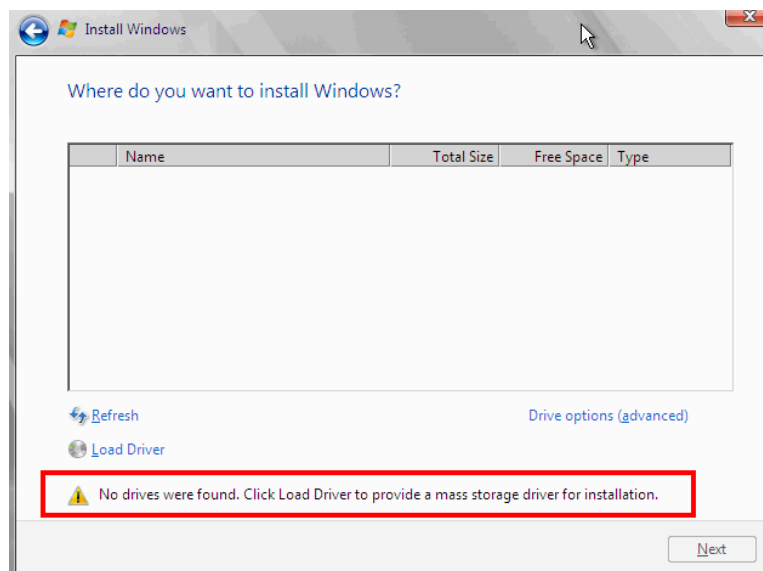 Install Windows
Where do you want to install Windows?
Name Total Size Free Space Type
Refresh Drive options (advanced)
Load Driver
No drives were found. Click Load Driver to provide a mass storage driver for installation.
Next